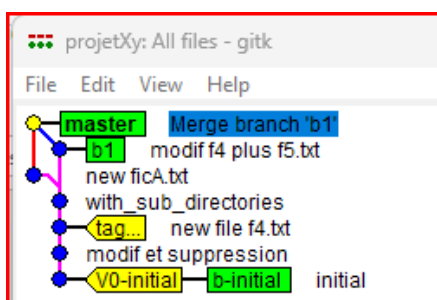 projetXy: All files - gitk
File Edit View Help
master Merge branch 'b1'
b1 modif f4 plus f5.txt
new ficA.txt
with_sub_directories
tag... new file f4.txt
modif et suppression
V0-initial b-initial initial